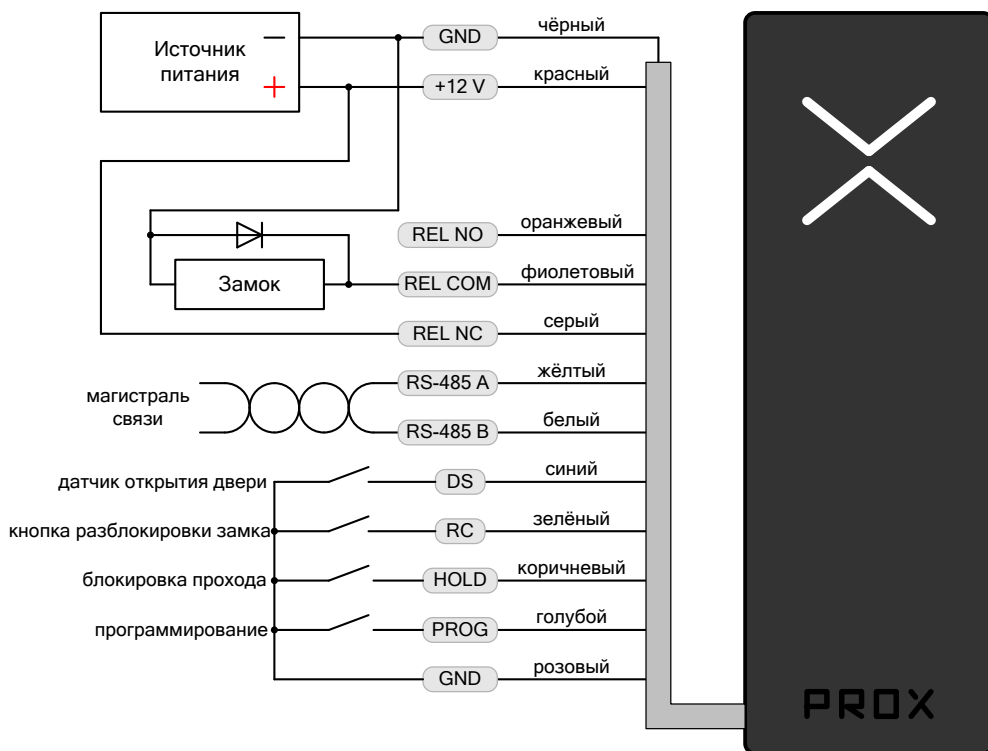 Источник
питания
−
+
GND
чёрный
+12 V
красный
REL NO
оранжевый
Замок
REL COM
фиолетовый
REL NC
серый
магистраль
связи
RS-485 A
жёлтый
RS-485 B
белый
датчик открытия двери
DS
синий
кнопка разблокировки замка
RC
зелёный
блокировка прохода
HOLD
коричневый
программирование
PROG
голубой
GND
розовый
PROX